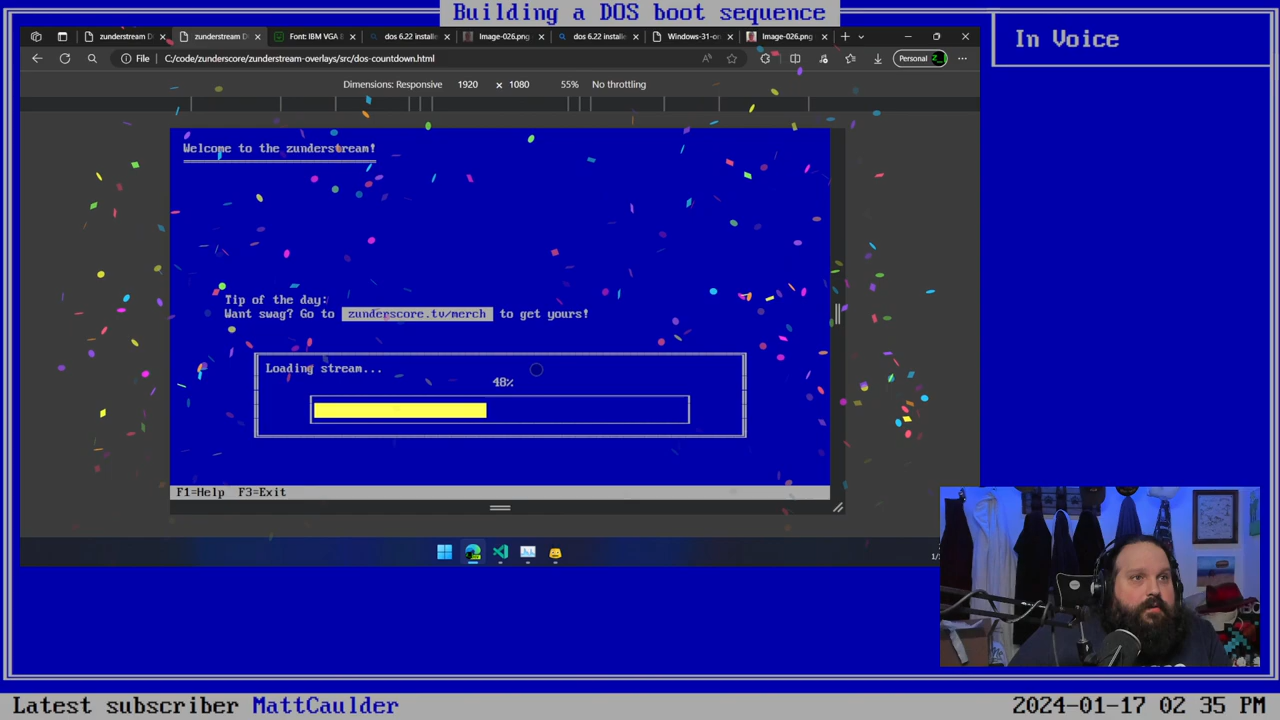 Building a DOS boot sequence
In Voice
zunderstream D
zunderstream D
Font: IBM VGA 8
dos 6.22 installe
Image-026.png
dos 6.22 installe
Windows-31-on
Image-026.png
File
C:/code/zunderscore/zunderstream-overlays/src/dos-countdown.html
Personal
Dimensions: Responsive 1920 × 1080 55% No throttling
Welcome to the zunderstream!
Tip of the day:
Want swag? Go to zunderscore.tv/merch to get yours!
Loading stream...
48%
F1=Help F3=Exit
Latest subscriber MattCaulder
2024-01-17 02 35 PM